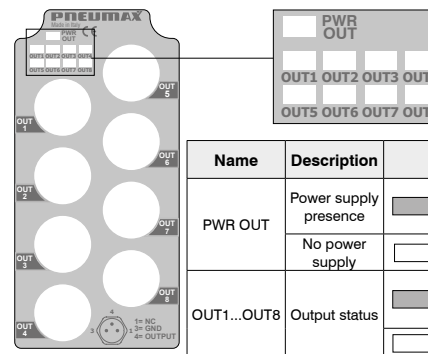 PNEUMAX
Made in Italy
PWR
OUT
OUT1 OUT2 OUT3 OUT4
OUT5 OUT6 OUT7 OUT8
OUT
5
OUT
1
OUT
6
OUT
2
OUT
7
OUT
3
OUT
8
OUT
4
4
3
1
1= NC
3= GND
4= OUTPUT
PWR
OUT
OUT1 OUT2 OUT3 OUT
OUT5 OUT6 OUT7 OUT
Name Description
PWR OUT
Power supply
presence
No power
supply
OUT1...OUT8 Output status